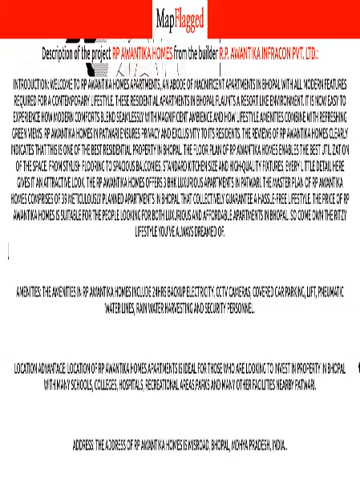 MapFlagged
Description of the project RP AWANTIKA HOMES from the builder R.P. AWANTIKA INFRACON PVT. LTD.:
INTRODUCTION: WELCOME TO RP AWANTIKA HOMES APARTMENTS, AN ABODE OF MAGNIFICENT APARTMENTS IN BHOPAL WITH ALL MODERN FEATURES
REQUIRED FOR A CONTEMPORARY LIFESTYLE. THESE RESIDENTIAL APARTMENTS IN BHOPAL FLAUNTS A RESORT LIKE ENVIRONMENT. IT IS NOW EASY TO
EXPERIENCE HOW MODERN COMFORTS BLEND SEAMLESSLY WITH MAGNIFICENT AMBIENCE AND HOW LIFESTYLE AMENITIES COMBINE WITH REFRESHING
GREEN VIEWS. RP AWANTIKA HOMES IN PATWARI ENSURES PRIVACY AND EXCLUSIVITY TO ITS RESIDENTS. THE REVIEWS OF RP AWANTIKA HOMES CLEARLY
INDICATES THAT THIS IS ONE OF THE BEST RESIDENTIAL PROPERTY IN BHOPAL. THE FLOOR PLAN OF RP AWANTIKA HOMES ENABLES THE BEST UTILIZATION
OF THE SPACE. FROM STYLISH FLOORING TO SPACIOUS BALCONIES, STANDARD KITCHEN SIZE AND HIGH-QUALITY FIXTURES, EVERY LITTLE DETAIL HERE
GIVES IT AN ATTRACTIVE LOOK. THE RP AWANTIKA HOMES OFFERS 3 BHK LUXURIOUS APARTMENTS IN PATWARI. THE MASTER PLAN OF RP AWANTIKA
HOMES COMPRISES OF 36 METICULOUSLY PLANNED APARTMENTS IN BHOPAL THAT COLLECTIVELY GUARANTEE A HASSLE-FREE LIFESTYLE. THE PRICE OF RP
AWANTIKA HOMES IS SUITABLE FOR THE PEOPLE LOOKING FOR BOTH LUXURIOUS AND AFFORDABLE APARTMENTS IN BHOPAL. SO COME OWN THE RITZY
LIFESTYLE YOU'VE ALWAYS DREAMED OF.
AMENITIES: THE AMENITIES IN RP AWANTIKA HOMES INCLUDE 24HRS BACKUP ELECTRICITY, CCTV CAMERAS, COVERED CAR PARKING, LIFT, PNEUMATIC
WATER LINES, RAIN WATER HARVESTING AND SECURITY PERSONNEL.
LOCATION ADVANTAGE: LOCATION OF RP AWANTIKA HOMES APARTMENTS IS IDEAL FOR THOSE WHO ARE LOOKING TO INVEST IN PROPERTY IN BHOPAL
WITH MANY SCHOOLS, COLLEGES, HOSPITALS, RECREATIONAL AREAS, PARKS AND MANY OTHER FACILITIES NEARBY PATWARI.
ADDRESS: THE ADDRESS OF RP AWANTIKA HOMES IS MISROAD, BHOPAL, MDHYA PRADESH, INDIA..